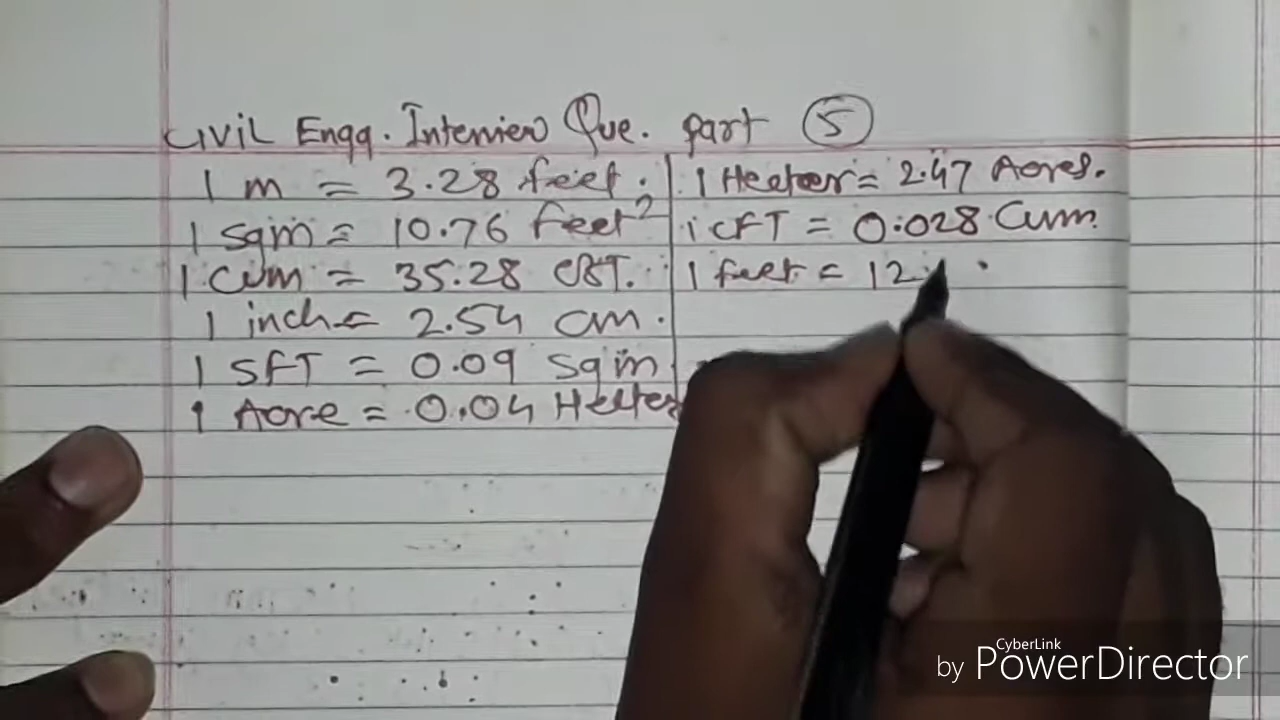 Civil Engg. Interview Que. part 5
1 m = 3.28 feet.
1 sqm = 10.76 feet²
1 Cum = 35.28 CFT.
1 inch = 2.54 cm.
1 SFT = 0.09 sqm
1 Acre = 0.04 Hecter
1 Hecter = 2.47 Acres.
1 CFT = 0.028 Cum.
1 feet = 12
CyberLink
by PowerDirector